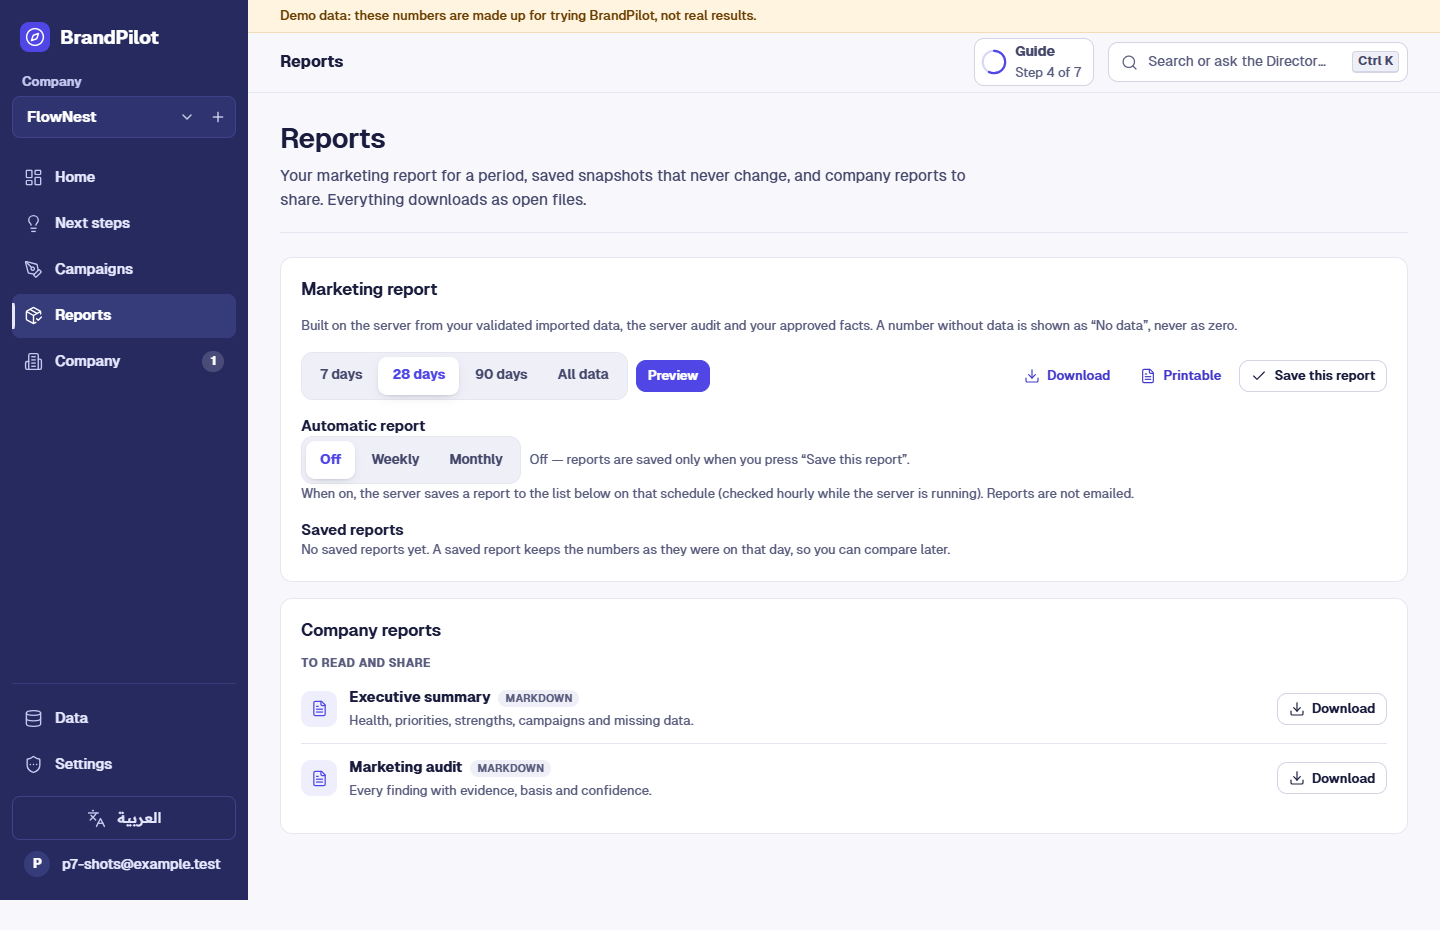 BrandPilot
Company
FlowNest
Home
Next steps
Campaigns
Reports
Company 1
Data
Settings
العربية
P p7-shots@example.test
Demo data: these numbers are made up for trying BrandPilot, not real results.
Reports
Guide
Step 4 of 7
Search or ask the Director... Ctrl K
Reports
Your marketing report for a period, saved snapshots that never change, and company reports to
share. Everything downloads as open files.
Marketing report
Built on the server from your validated imported data, the server audit and your approved facts. A number without data is shown as “No data”, never as zero.
7 days 28 days 90 days All data Preview Download Printable Save this report
Automatic report
Off Weekly Monthly Off — reports are saved only when you press “Save this report”.
When on, the server saves a report to the list below on that schedule (checked hourly while the server is running). Reports are not emailed.
Saved reports
No saved reports yet. A saved report keeps the numbers as they were on that day, so you can compare later.
Company reports
TO READ AND SHARE
Executive summary MARKDOWN
Health, priorities, strengths, campaigns and missing data.
Download
Marketing audit MARKDOWN
Every finding with evidence, basis and confidence.
Download